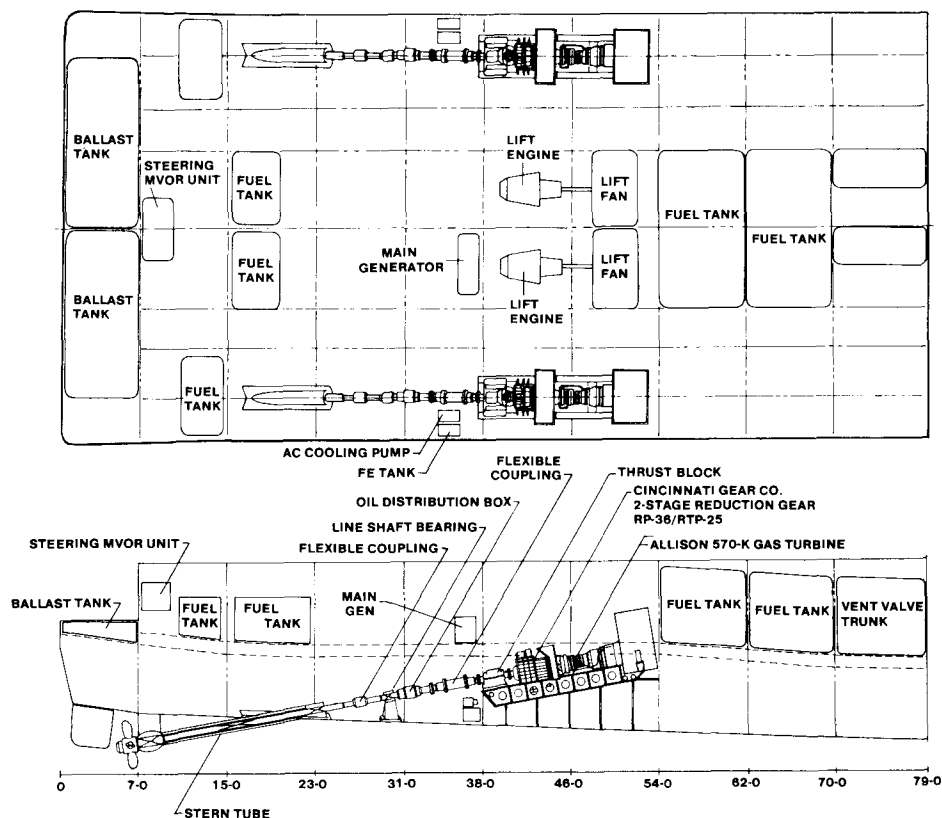 BALLAST
TANK
STEERING
MVOR UNIT
FUEL
TANK
LIFT
ENGINE
LIFT
FAN
FUEL TANK
FUEL TANK
BALLAST
TANK
FUEL
TANK
MAIN
GENERATOR
LIFT
FAN
LIFT
ENGINE
FUEL
TANK
AC COOLING PUMP
FE TANK
FLEXIBLE
COUPLING
THRUST BLOCK
CINCINNATI GEAR CO.
2-STAGE REDUCTION GEAR
RP-36/RTP-25
ALLISON 570-K GAS TURBINE
OIL DISTRIBUTION BOX
LINE SHAFT BEARING
FLEXIBLE COUPLING
STEERING MVOR UNIT
BALLAST TANK
FUEL
TANK
FUEL
TANK
MAIN
GEN
FUEL TANK
FUEL TANK
VENT VALVE
TRUNK
0 7-0 15-0 23-0 31-0 38-0 46-0 54-0 62-0 70-0 79-0
STERN TUBE